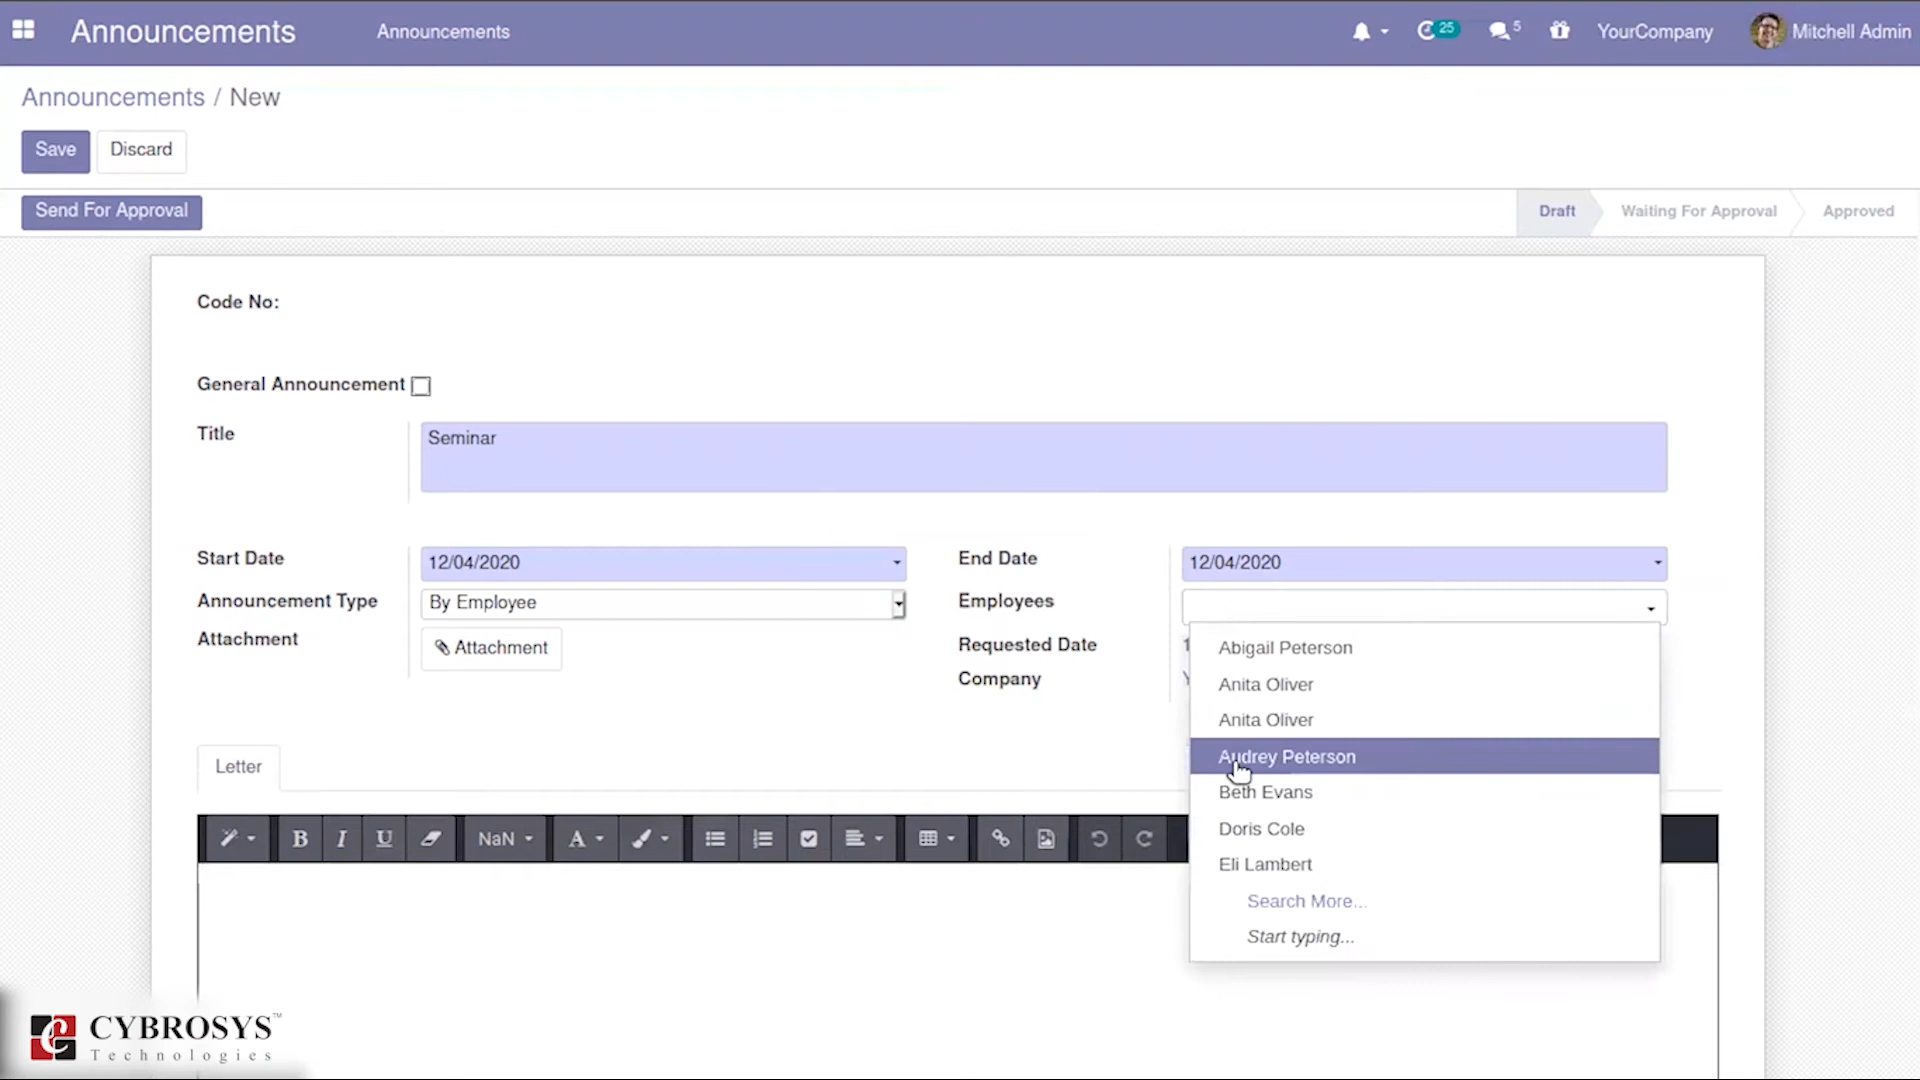 Announcements
Announcements
25
5
YourCompany
Mitchell Admin
Announcements / New
Save
Discard
Send For Approval
Draft
Waiting For Approval
Approved
Code No:
General Announcement
Title
Seminar
Start Date
12/04/2020
End Date
12/04/2020
Announcement Type
By Employee
Employees
Attachment
Attachment
Requested Date
Company
Abigail Peterson
Anita Oliver
Anita Oliver
Audrey Peterson
Beth Evans
Doris Cole
Eli Lambert
Search More...
Start typing...
Letter
B
I
U
NaN
A
CYBROSYS™
Technologies